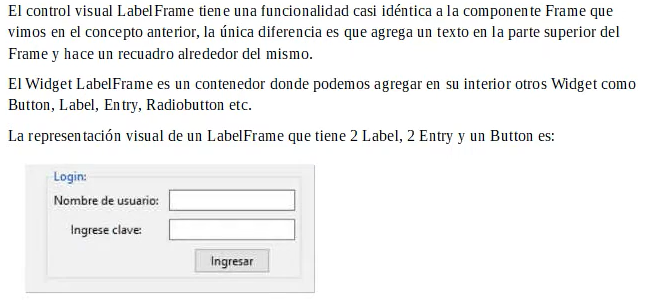 El control visual LabelFrame tiene una funcionalidad casi idéntica a la componente Frame que
vimos en el concepto anterior, la única diferencia es que agrega un texto en la parte superior del
Frame y hace un recuadro alrededor del mismo.
El Widget LabelFrame es un contenedor donde podemos agregar en su interior otros Widget como
Button, Label, Entry, Radiobutton etc.
La representación visual de un LabelFrame que tiene 2 Label, 2 Entry y un Button es:
Login:
Nombre de usuario:
Ingrese clave:
Ingresar